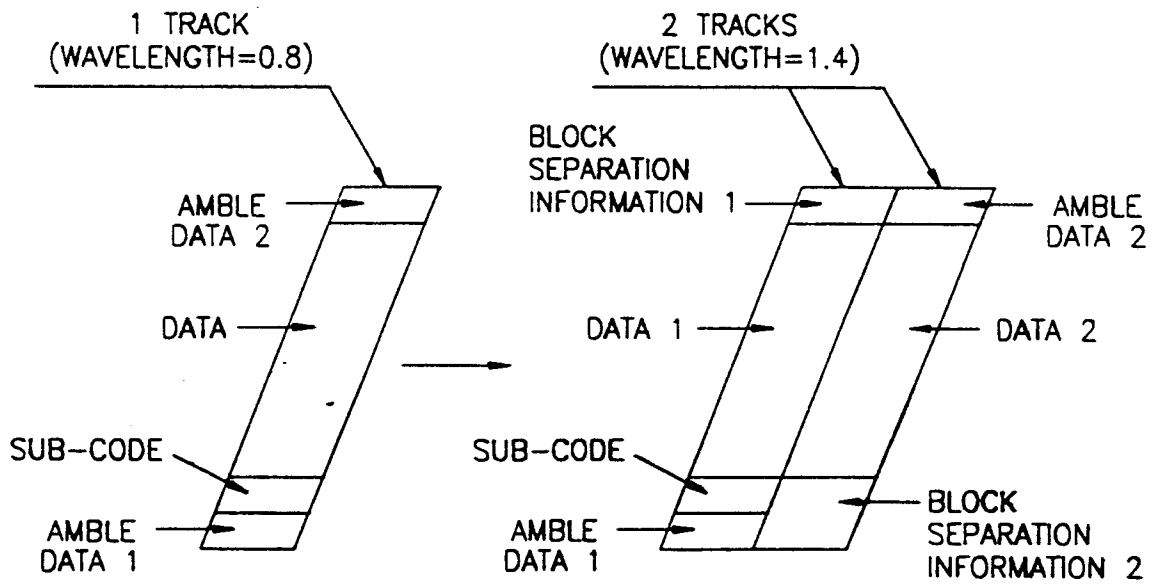 1 TRACK
(WAVELENGTH=0.8)
AMBLE
DATA 2
DATA
SUB-CODE
AMBLE
DATA 1
2 TRACKS
(WAVELENGTH=1.4)
BLOCK
SEPARATION
INFORMATION 1
AMBLE
DATA 2
DATA 1
DATA 2
SUB-CODE
AMBLE
DATA 1
BLOCK
SEPARATION
INFORMATION 2